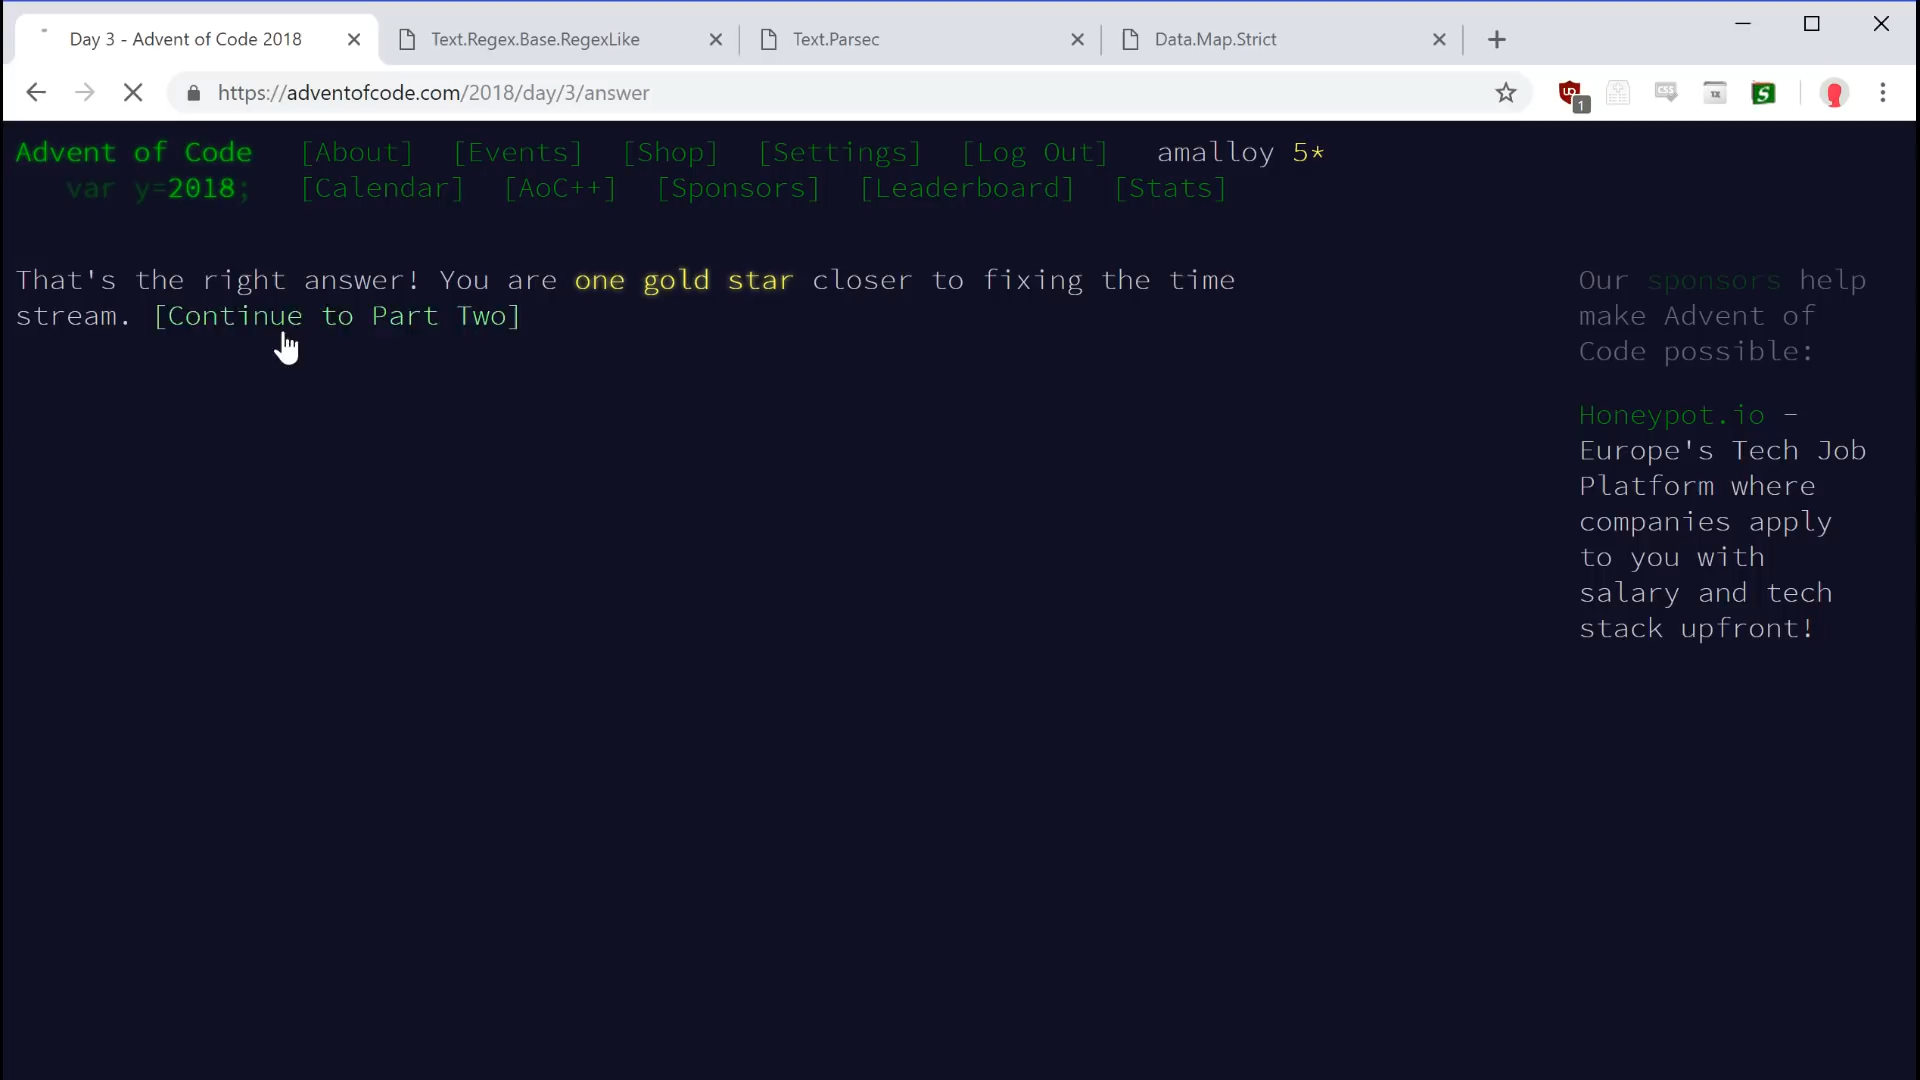 Day 3 - Advent of Code 2018
Text.Regex.Base.RegexLike
Text.Parsec
Data.Map.Strict
https://adventofcode.com/2018/day/3/answer
1
Advent of Code [About] [Events] [Shop] [Settings] [Log Out] amalloy 5*
var y=2018; [Calendar] [AoC++] [Sponsors] [Leaderboard] [Stats]
That's the right answer! You are one gold star closer to fixing the time
stream. [Continue to Part Two]
Our sponsors help
make Advent of
Code possible:
Honeypot.io -
Europe's Tech Job
Platform where
companies apply
to you with
salary and tech
stack upfront!